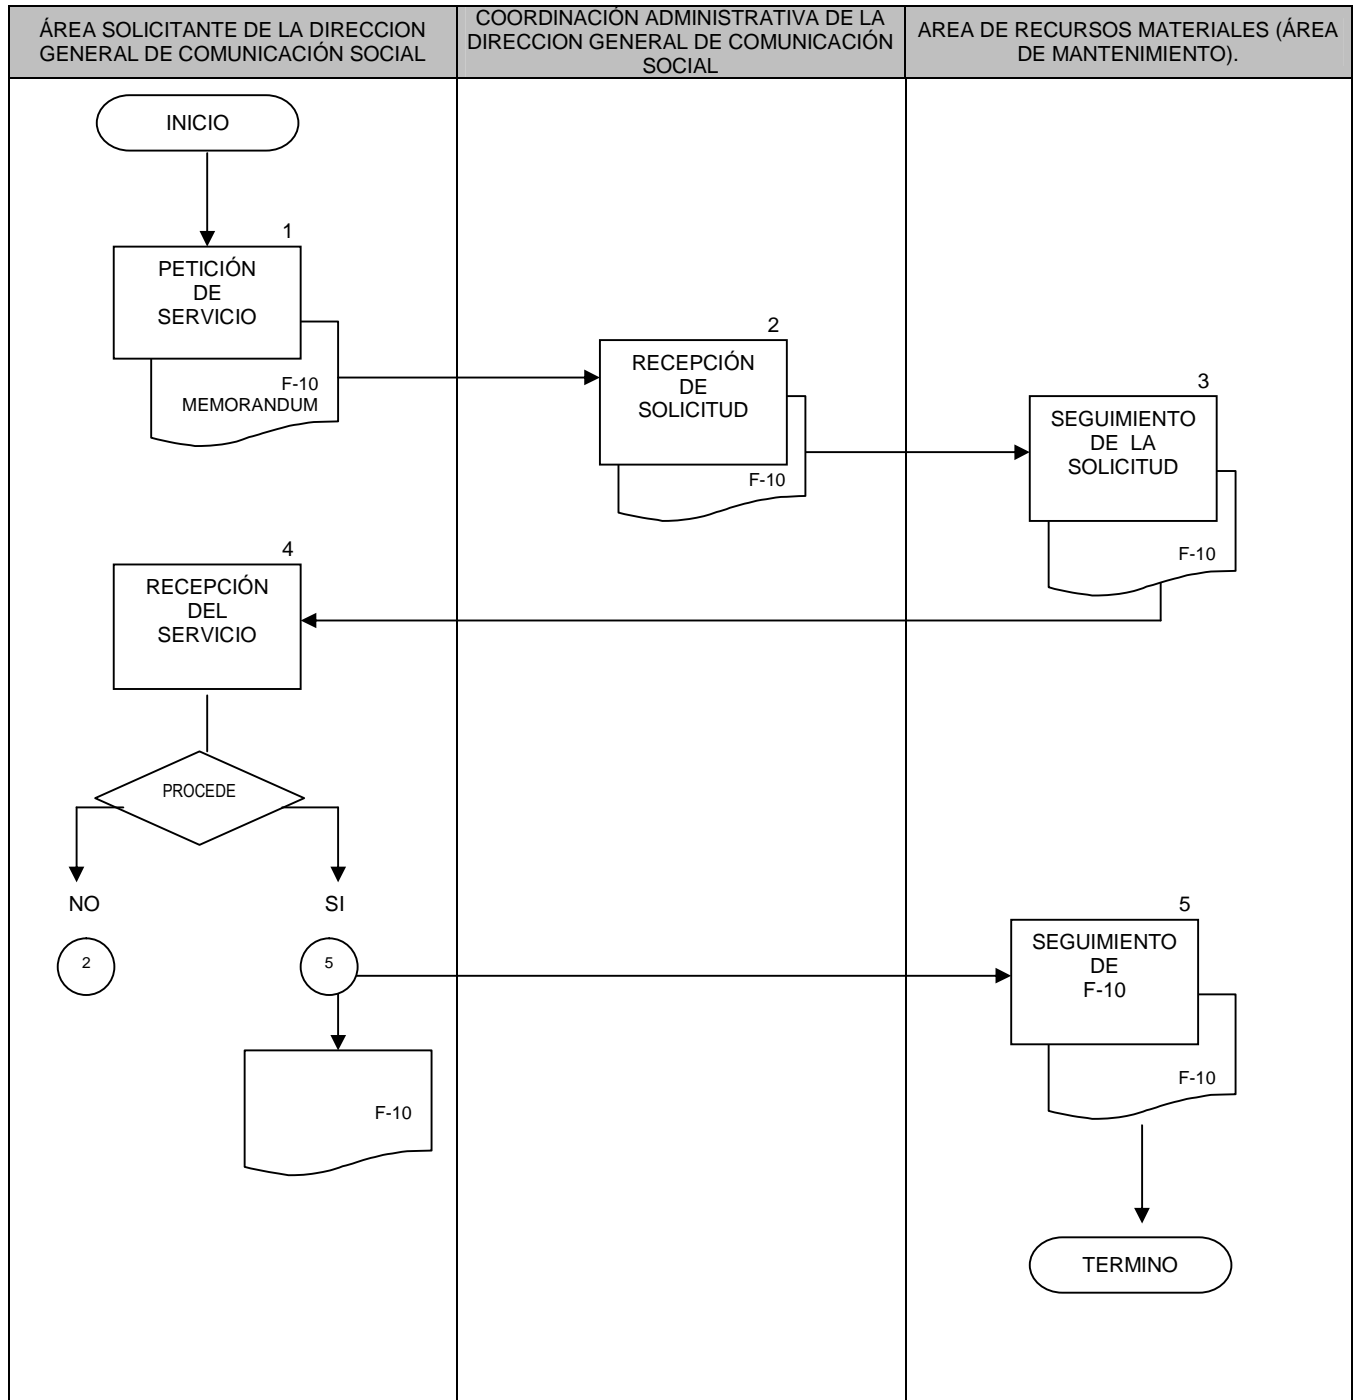 ÁREA SOLICITANTE DE LA DIRECCION
GENERAL DE COMUNICACIÓN SOCIAL
COORDINACIÓN ADMINISTRATIVA DE LA
DIRECCION GENERAL DE COMUNICACIÓN
SOCIAL
AREA DE RECURSOS MATERIALES (ÁREA
DE MANTENIMIENTO).
INICIO
1
PETICIÓN
DE
SERVICIO
F-10
MEMORANDUM
2
RECEPCIÓN
DE
SOLICITUD
F-10
3
SEGUIMIENTO
DE LA
SOLICITUD
F-10
4
RECEPCIÓN
DEL
SERVICIO
PROCEDE
NO
SI
2
5
5
SEGUIMIENTO
DE
F-10
F-10
F-10
TERMINO